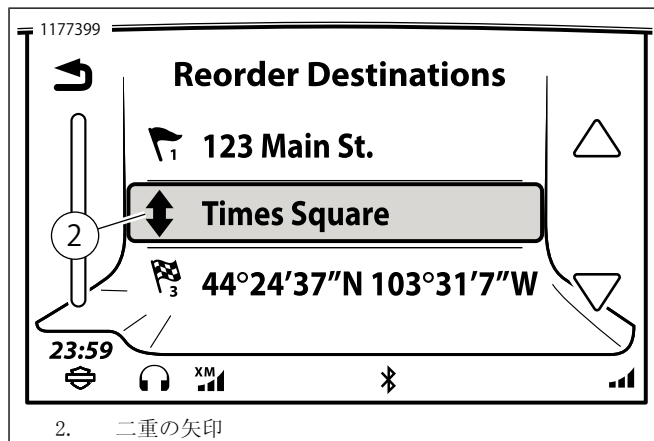 1177399
Reorder Destinations
1 123 Main St.
2 Times Square
3 44°24′37″N 103°31′7″W
23:59
XM
2. 二重の矢印